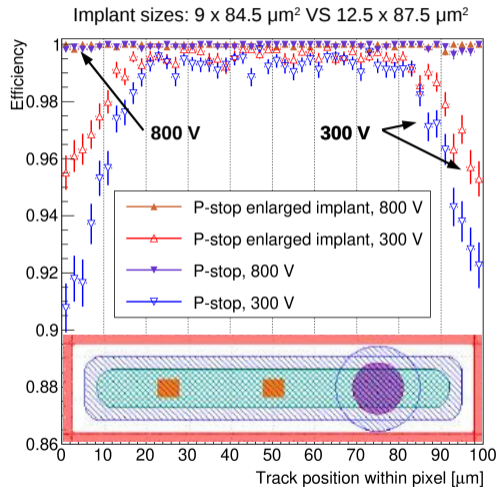 Implant sizes: 9 x 84.5 μm² VS 12.5 x 87.5 μm²
Efficiency
1
0.98
0.96
0.94
0.92
0.9
0.88
0.86
800 V
300 V
P-stop enlarged implant, 800 V
P-stop enlarged implant, 300 V
P-stop, 800 V
P-stop, 300 V
0 10 20 30 40 50 60 70 80 90 100
Track position within pixel [μm]